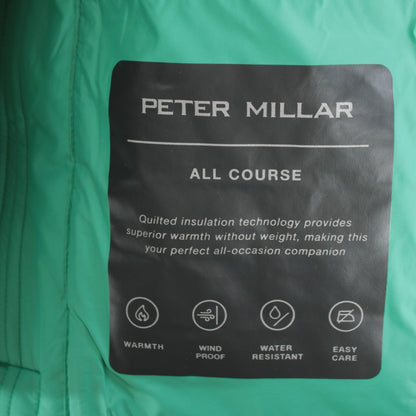 PETER MILLAR
ALL COURSE
Quilted insulation technology provides
superior warmth without weight, making this
your perfect all-occasion companion
WARMTH
WIND
PROOF
WATER
RESISTANT
EASY
CARE